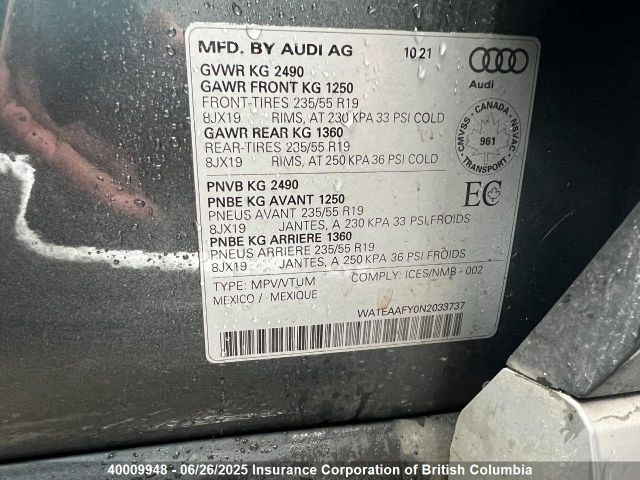 MFD. BY AUDI AG 10 21
GVWR KG 2490
GAWR FRONT KG 1250
FRONT-TIRES 235/55 R19
8JX19 RIMS, AT 230 KPA 33 PSI COLD
GAWR REAR KG 1360
REAR-TIRES 235/55 R19
8JX19 RIMS, AT 250 KPA 36 PSI COLD
Audi
CMVSS - CANADA - NSVAC
961
TRANSPORT
PNVB KG 2490
PNBE KG AVANT 1250
PNEUS AVANT 235/55 R19
8JX19 JANTES, A 230 KPA 33 PSI FROIDS
PNBE KG ARRIERE 1360
PNEUS ARRIERE 235/55 R19
8JX19 JANTES, A 250 KPA 36 PSI FROIDS
EC
TYPE: MPV/VTUM COMPLY: ICES/NMB - 002
MEXICO / MEXIQUE
WA1EAAFY0N2033737
40009948 - 06/26/2025 Insurance Corporation of British Columbia